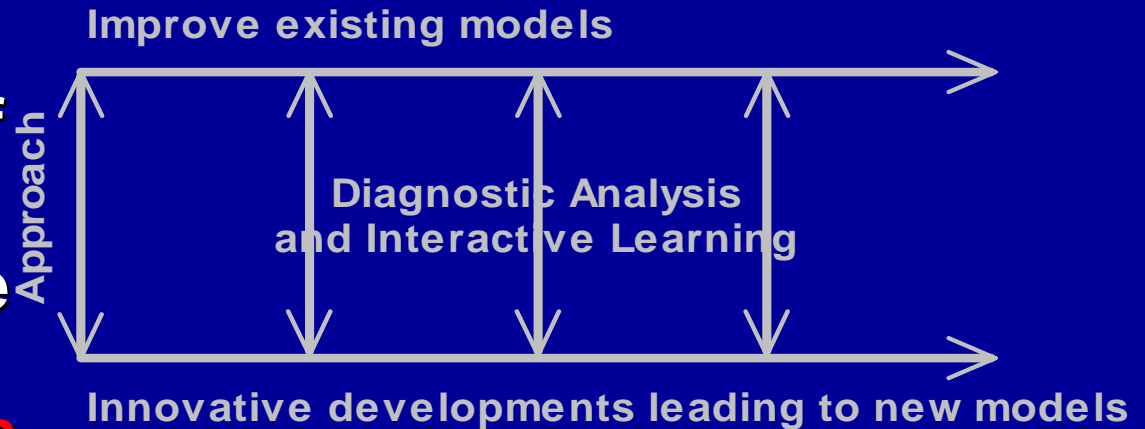 Improve existing models
Approach
Diagnostic Analysis
and Interactive Learning
Innovative developments leading to new models